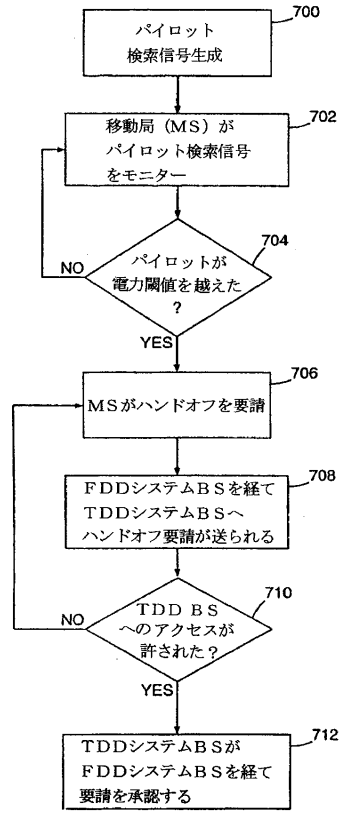 700
パイロット
検索信号生成
702
移動局（MS）が
パイロット検索信号
をモニター
704
パイロットが
電力閾値を越えた
？
NO
YES
706
MSがハンドオフを要請
708
FDDシステムBSを経て
TDDシステムBSへ
ハンドオフ要請が送られる
710
TDD BS
へのアクセスが
許された？
NO
YES
712
TDDシステムBSが
FDDシステムBSを経て
要請を承認する